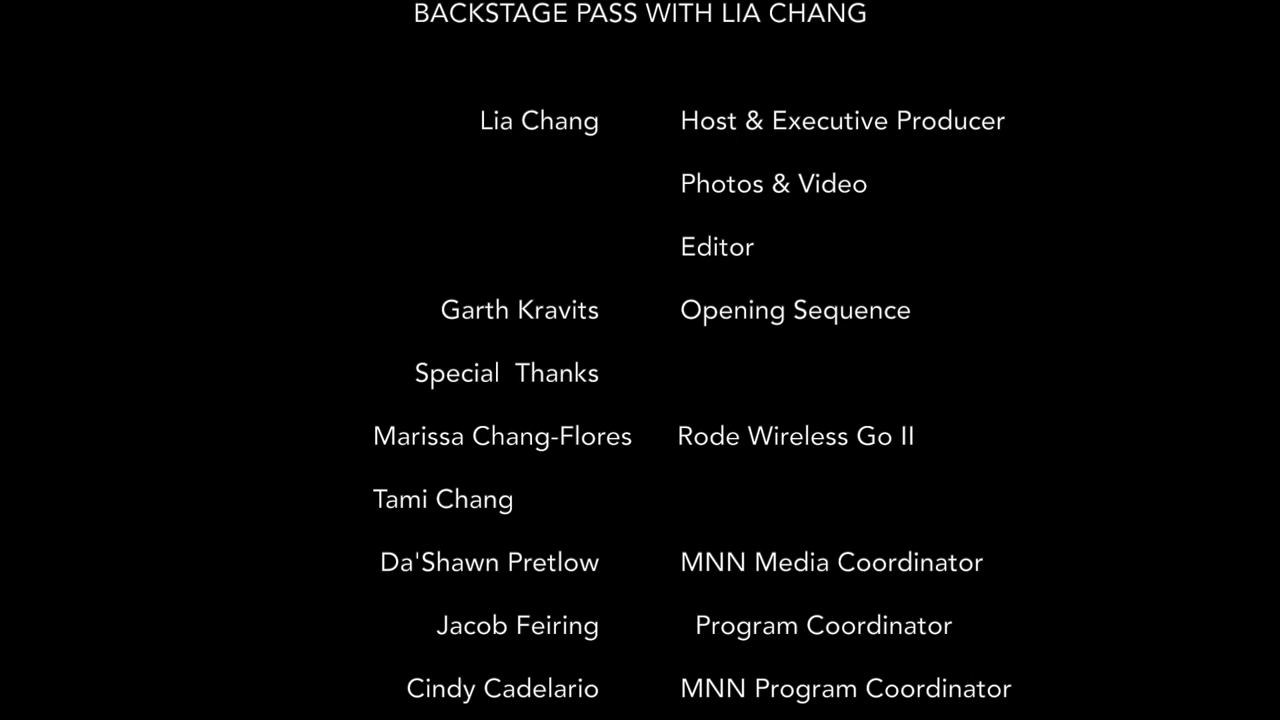 BACKSTAGE PASS WITH LIA CHANG
Lia Chang Host & Executive Producer
Photos & Video
Editor
Garth Kravits Opening Sequence
Special Thanks
Marissa Chang-Flores Rode Wireless Go II
Tami Chang
Da'Shawn Pretlow MNN Media Coordinator
Jacob Feiring Program Coordinator
Cindy Cadelario MNN Program Coordinator